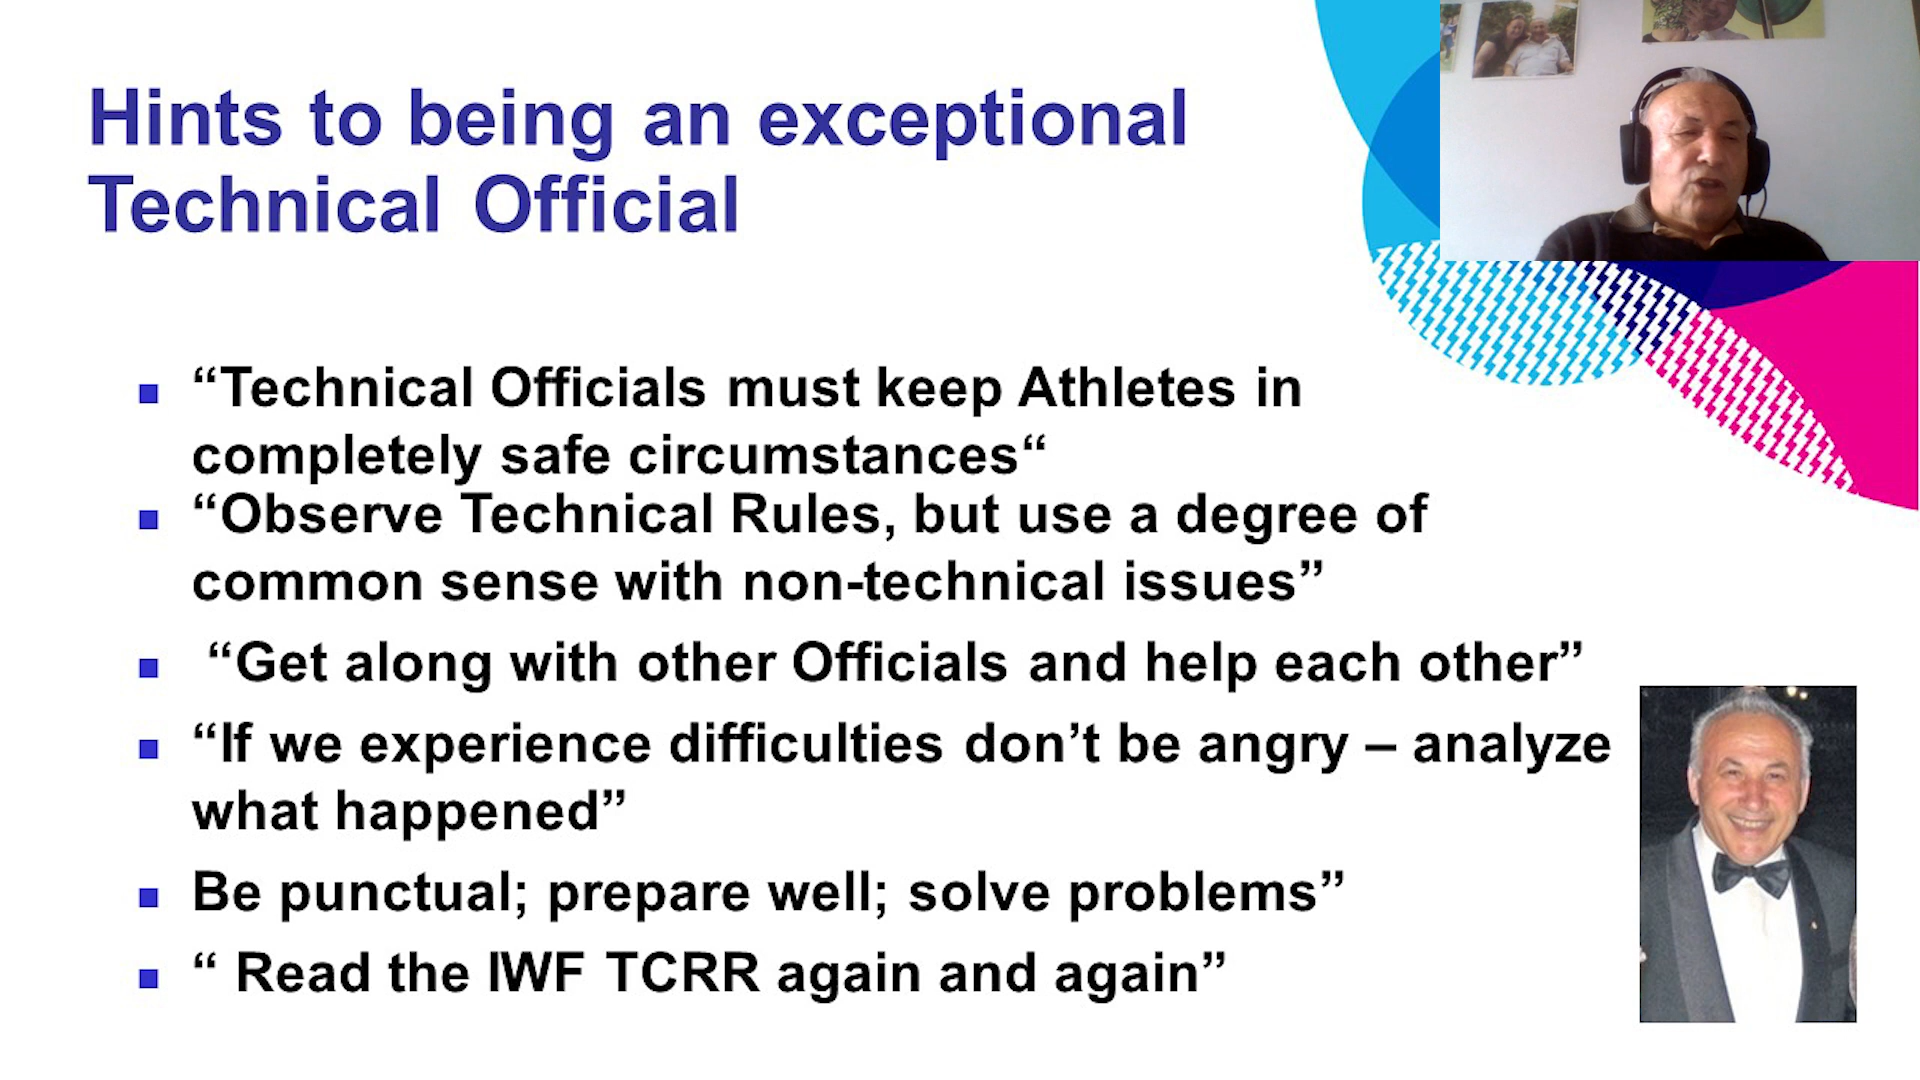 Hints to being an exceptional
Technical Official
“Technical Officials must keep Athletes in
completely safe circumstances“
“Observe Technical Rules, but use a degree of
common sense with non-technical issues”
“Get along with other Officials and help each other”
“If we experience difficulties don’t be angry – analyze
what happened”
Be punctual; prepare well; solve problems”
“ Read the IWF TCRR again and again”